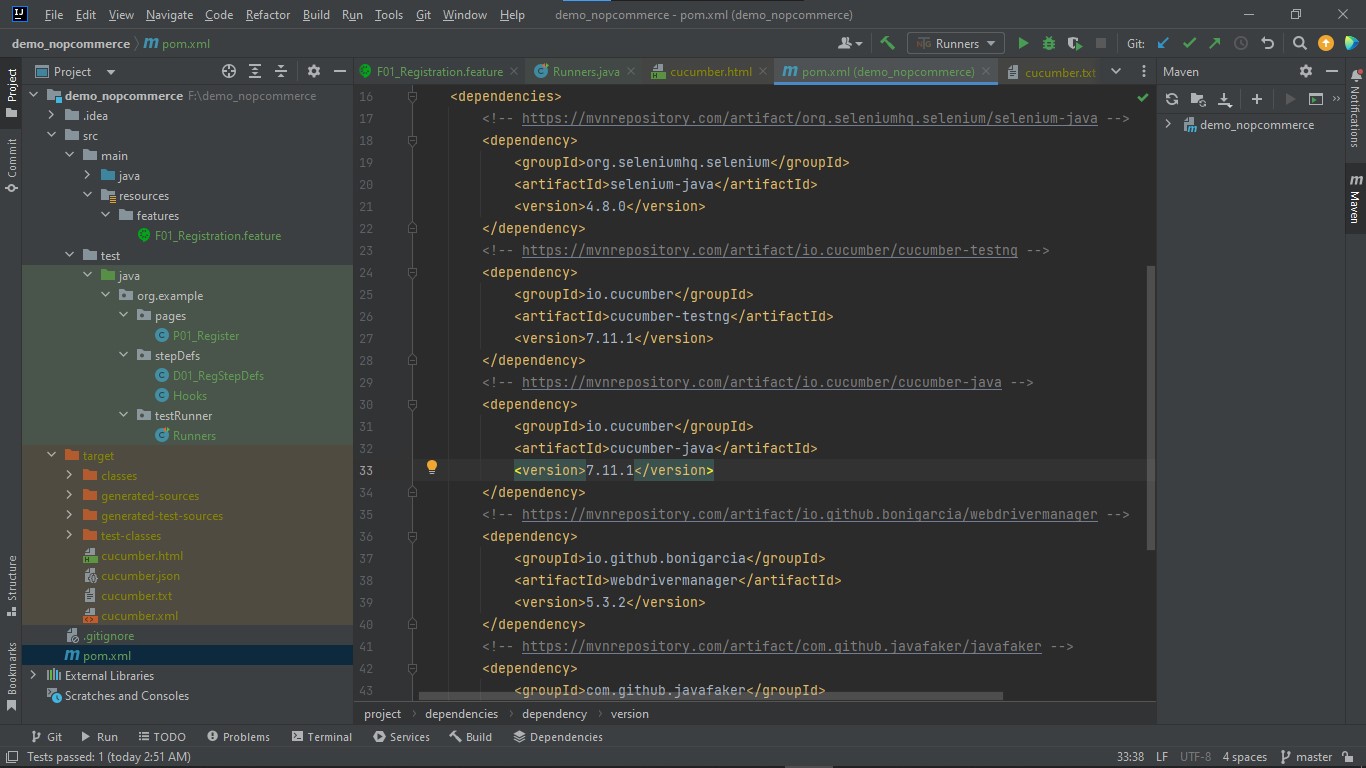 IJ File Edit View Navigate Code Refactor Build Run Tools Git Window Help demo_nopcommerce - pom.xml (demo_nopcommerce)
demo_nopcommerce pom.xml Runners Git:
Project
F01_Registration.feature Runners.java cucumber.html pom.xml (demo_nopcommerce) cucumber.txt
Maven
Project
Commit
Structure
Bookmarks
demo_nopcommerce F:\demo_nopcommerce
.idea
src
main
java
resources
features
F01_Registration.feature
test
java
org.example
pages
P01_Register
stepDefs
D01_RegStepDefs
Hooks
testRunner
Runners
target
classes
generated-sources
generated-test-sources
test-classes
cucumber.html
cucumber.json
cucumber.txt
cucumber.xml
.gitignore
pom.xml
External Libraries
Scratches and Consoles
16 <dependencies>
17 <!-- https://mvnrepository.com/artifact/org.seleniumhq.selenium/selenium-java -->
18 <dependency>
19 <groupId>org.seleniumhq.selenium</groupId>
20 <artifactId>selenium-java</artifactId>
21 <version>4.8.0</version>
22 </dependency>
23 <!-- https://mvnrepository.com/artifact/io.cucumber/cucumber-testng -->
24 <dependency>
25 <groupId>io.cucumber</groupId>
26 <artifactId>cucumber-testng</artifactId>
27 <version>7.11.1</version>
28 </dependency>
29 <!-- https://mvnrepository.com/artifact/io.cucumber/cucumber-java -->
30 <dependency>
31 <groupId>io.cucumber</groupId>
32 <artifactId>cucumber-java</artifactId>
33 <version>7.11.1</version>
34 </dependency>
35 <!-- https://mvnrepository.com/artifact/io.github.bonigarcia/webdrivermanager -->
36 <dependency>
37 <groupId>io.github.bonigarcia</groupId>
38 <artifactId>webdrivermanager</artifactId>
39 <version>5.3.2</version>
40 </dependency>
41 <!-- https://mvnrepository.com/artifact/com.github.javafaker/javafaker -->
42 <dependency>
43 <groupId>com.github.javafaker</groupId>
project dependencies dependency version
demo_nopcommerce
Notifications
Maven
Git Run TODO Problems Terminal Services Build Dependencies
Tests passed: 1 (today 2:51 AM) 33:38 LF UTF-8 4 spaces master